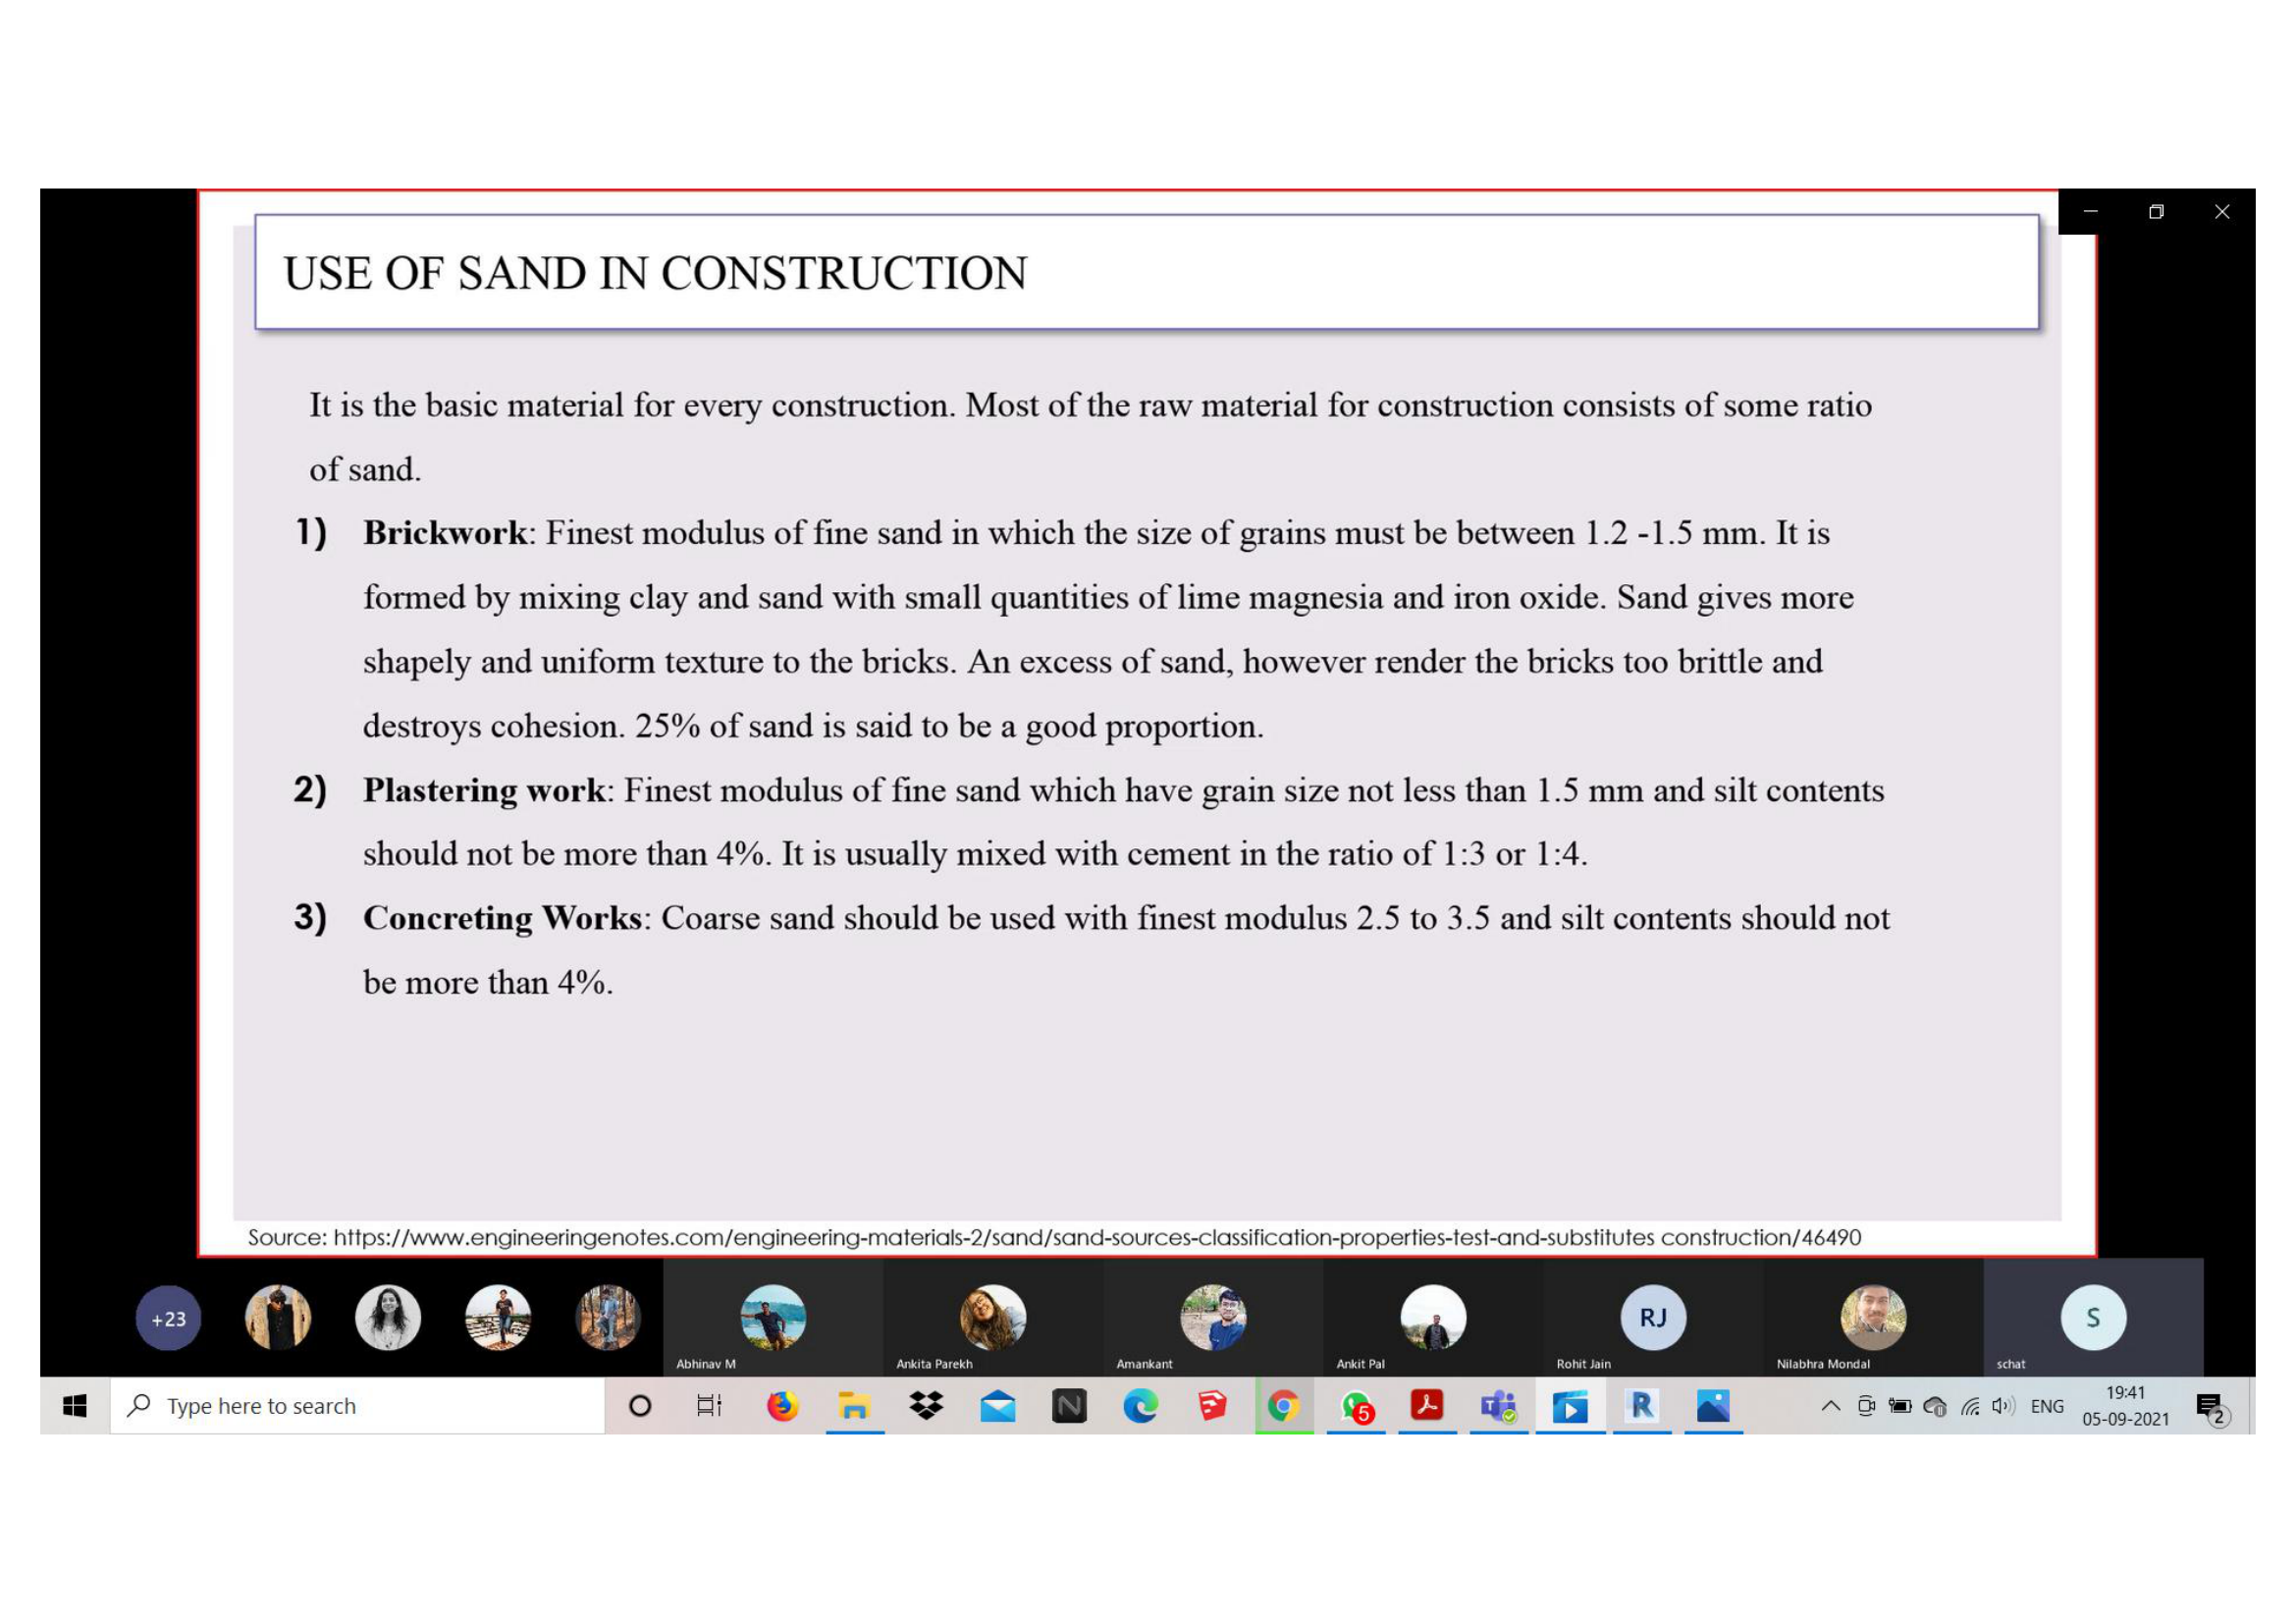 USE OF SAND IN CONSTRUCTION
It is the basic material for every construction. Most of the raw material for construction consists of some ratio
of sand.
1) Brickwork: Finest modulus of fine sand in which the size of grains must be between 1.2 -1.5 mm. It is
formed by mixing clay and sand with small quantities of lime magnesia and iron oxide. Sand gives more
shapely and uniform texture to the bricks. An excess of sand, however render the bricks too brittle and
destroys cohesion. 25% of sand is said to be a good proportion.
2) Plastering work: Finest modulus of fine sand which have grain size not less than 1.5 mm and silt contents
should not be more than 4%. It is usually mixed with cement in the ratio of 1:3 or 1:4.
3) Concreting Works: Coarse sand should be used with finest modulus 2.5 to 3.5 and silt contents should not
be more than 4%.
Source: https://www.engineeringenotes.com/engineering-materials-2/sand/sand-sources-classification-properties-test-and-substitutes construction/46490
+23 RJ S
Abhinav M Ankita Parekh Amankant Ankit Pal Rohit Jain Nilabhra Mondal schat
Type here to search N 5 T R ENG 19:41 2
05-09-2021